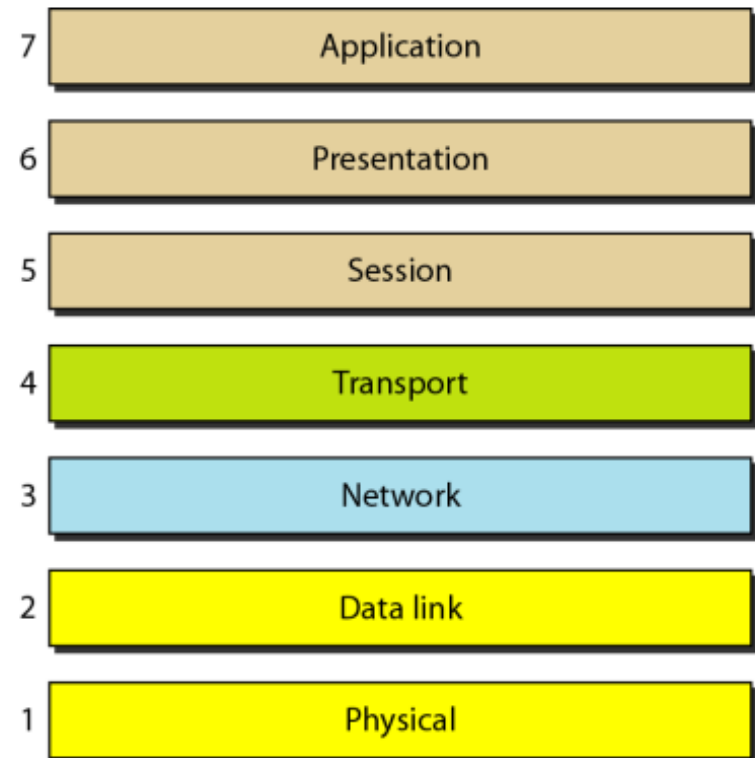 7 Application
6 Presentation
5 Session
4 Transport
3 Network
2 Data link
1 Physical